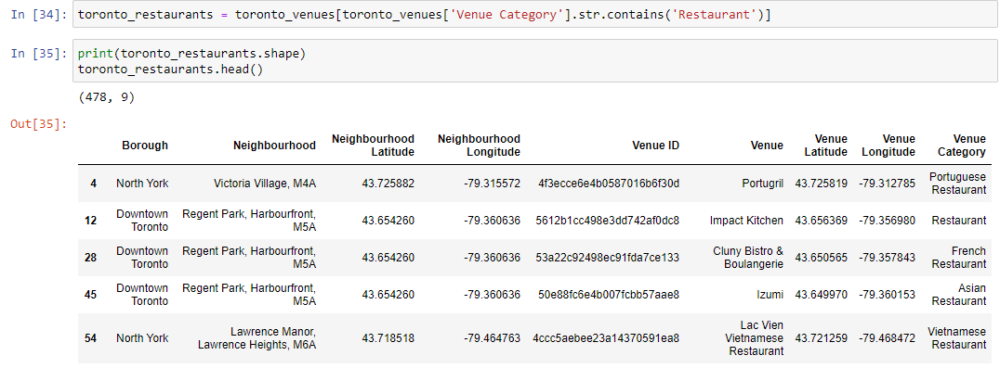 In [34]: toronto_restaurants = toronto_venues[toronto_venues['Venue Category'].str.contains('Restaurant')]
In [35]: print(toronto_restaurants.shape)
toronto_restaurants.head()
(478, 9)
Out[35]:
Borough Neighbourhood Neighbourhood Latitude Neighbourhood Longitude Venue ID Venue Venue Latitude Venue Longitude Venue Category
4 North York Victoria Village, M4A 43.725882 -79.315572 4f3ecce6e4b0587016b6f30d Portugril 43.725819 -79.312785 Portuguese Restaurant
12 Downtown Toronto Regent Park, Harbourfront, M5A 43.654260 -79.360636 5612b1cc498e3dd742af0dc8 Impact Kitchen 43.656369 -79.356980 Restaurant
28 Downtown Toronto Regent Park, Harbourfront, M5A 43.654260 -79.360636 53a22c92498ec91fda7ce133 Cluny Bistro & Boulangerie 43.650565 -79.357843 French Restaurant
45 Downtown Toronto Regent Park, Harbourfront, M5A 43.654260 -79.360636 50e88fc6e4b007fcbb57aae8 Izumi 43.649970 -79.360153 Asian Restaurant
54 North York Lawrence Manor, Lawrence Heights, M6A 43.718518 -79.464763 4ccc5aebee23a14370591ea8 Lac Vien Vietnamese Restaurant 43.721259 -79.468472 Vietnamese Restaurant